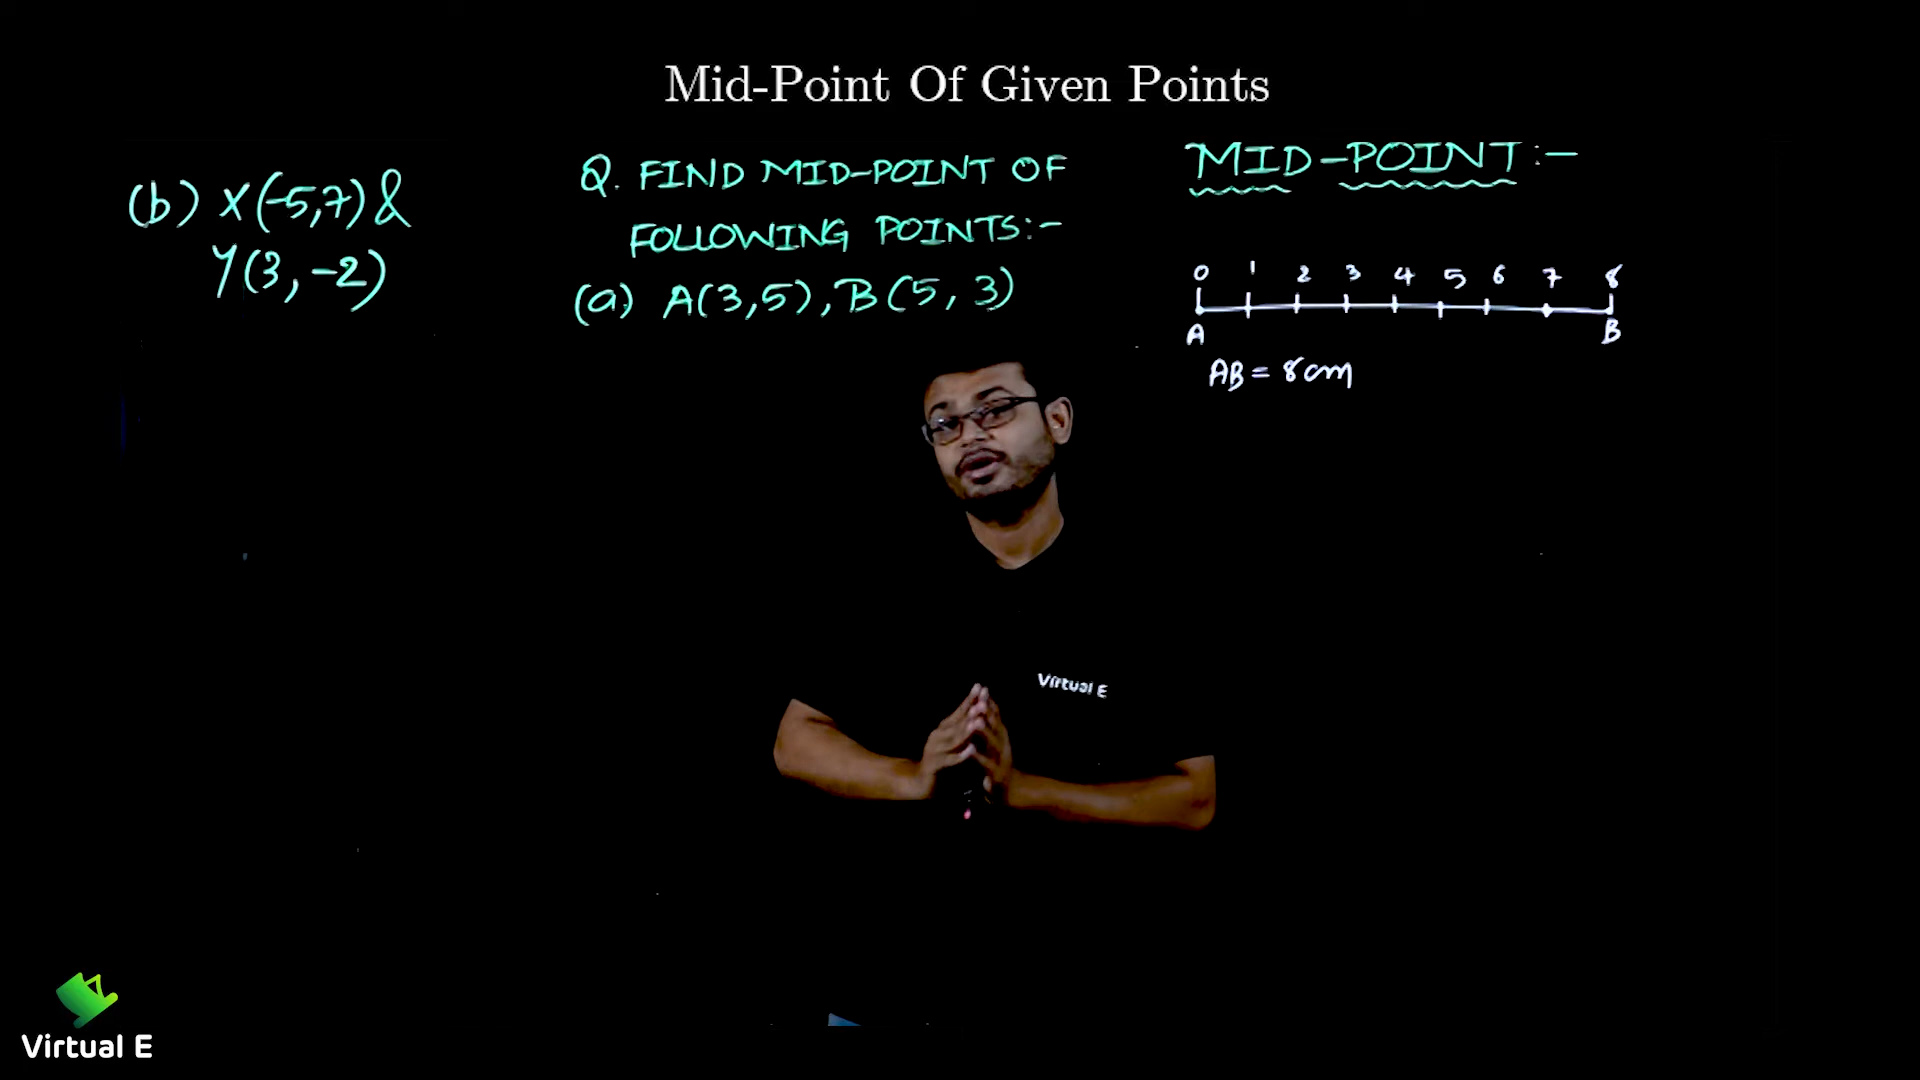 Mid-Point Of Given Points
(b) X(-5,7) &
Y(3, -2)
Q. FIND MID-POINT OF
FOLLOWING POINTS:-
(a) A(3,5), B(5, 3)
MID-POINT:-
0 1 2 3 4 5 6 7 8
A B
AB = 8cm
Virtual E
Virtual E